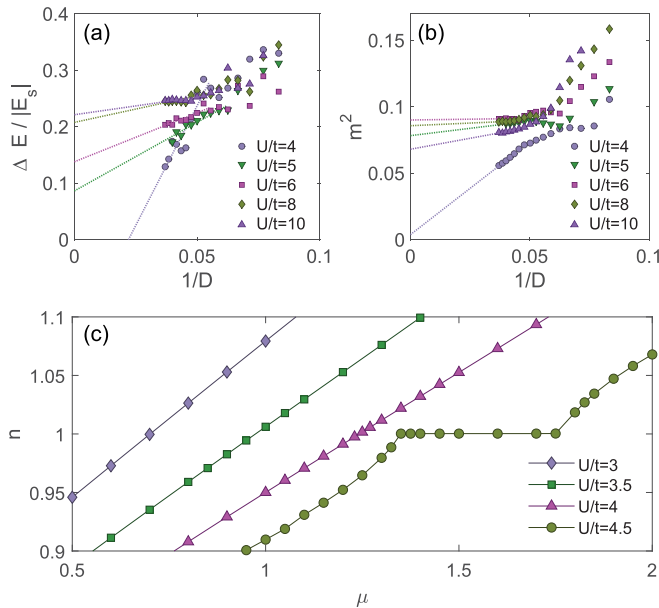 (a)
Δ E / |E_s|
0.4
0.3
0.2
0.1
0
0
0.05
0.1
1/D
U/t=4
U/t=5
U/t=6
U/t=8
U/t=10
(b)
m²
0.15
0.1
0.05
0
0
0.05
0.1
1/D
U/t=4
U/t=5
U/t=6
U/t=8
U/t=10
(c)
n
1.1
1.05
1
0.95
0.9
0.5
1
1.5
2
μ
U/t=3
U/t=3.5
U/t=4
U/t=4.5